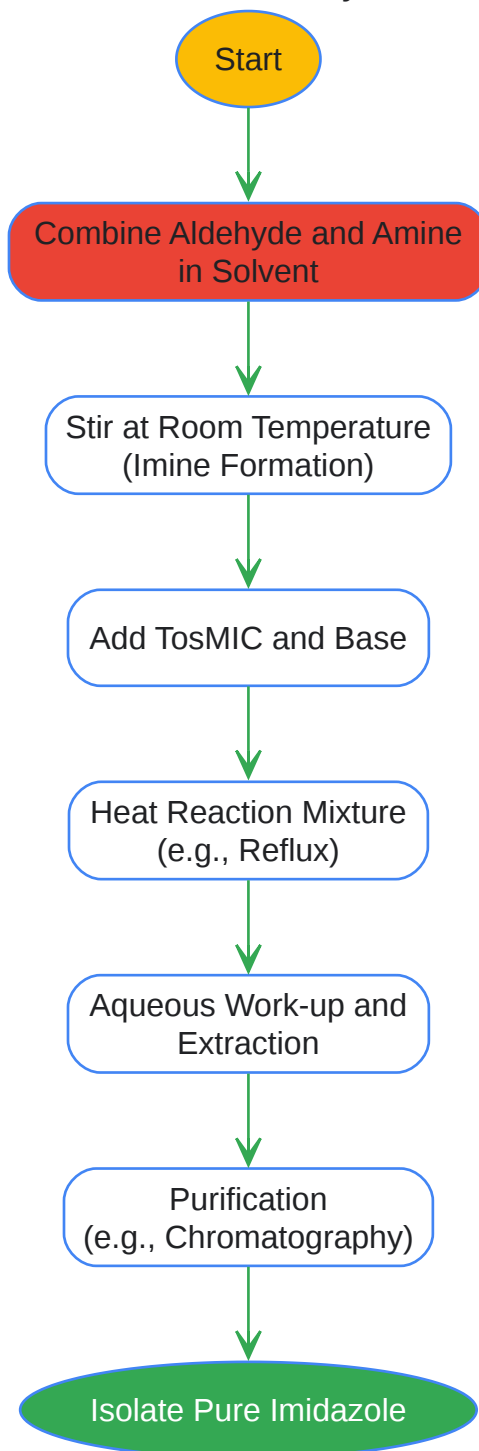 Start
Combine Aldehyde and Amine
in Solvent
Stir at Room Temperature
(Imine Formation)
Add TosMIC and Base
Heat Reaction Mixture
(e.g., Reflux)
Aqueous Work-up and
Extraction
Purification
(e.g., Chromatography)
Isolate Pure Imidazole